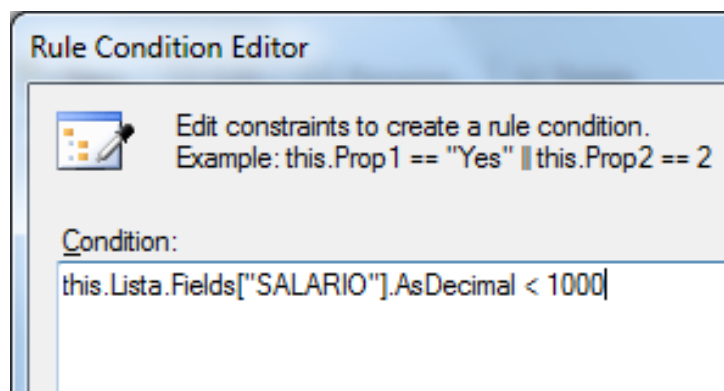 Rule Condition Editor
Edit constraints to create a rule condition.
Example: this.Prop1 == "Yes" || this.Prop2 == 2
Condition:
this.Lista.Fields["SALARIO"].AsDecimal < 1000